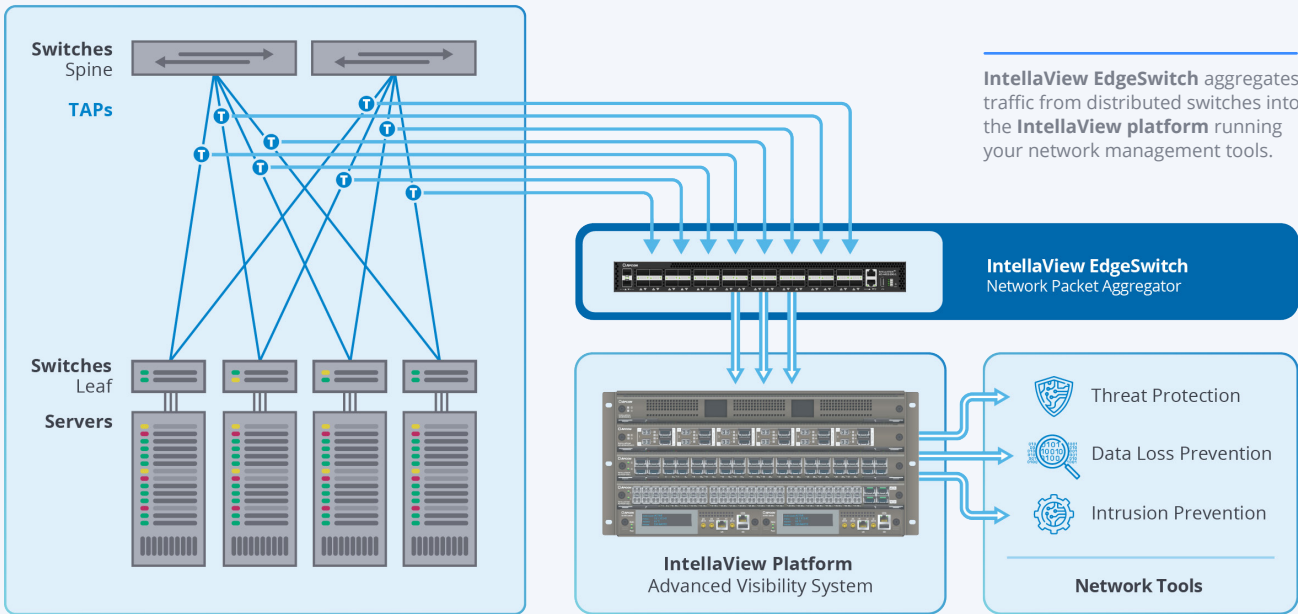 Switches
Spine
TAPs
T
T
T
T
T
T
T
T
IntellaView EdgeSwitch aggregates
traffic from distributed switches into
the IntellaView platform running
your network management tools.
IntellaView EdgeSwitch
Network Packet Aggregator
Switches
Leaf
Servers
Threat Protection
Data Loss Prevention
Intrusion Prevention
Network Tools
IntellaView Platform
Advanced Visibility System